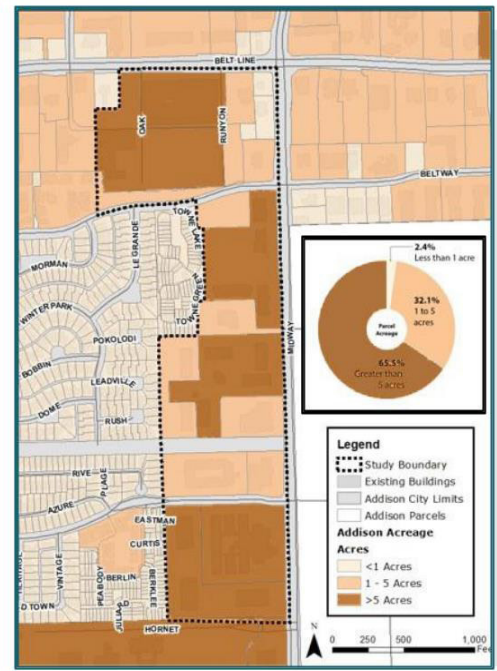 BELT LINE
OAK
RUNYON
BELTWAY
TOWNE LAKE
LE GRANDE
MORMAN
TOWNE GREEN
WINTER PARK
MIDWAY
POKOLODI
BOBBIN
LEADVILLE
DOME
RUSH
RIVE
PLAGE
AZURE
EASTMAN
CURTIS
VINTAGE
PEABODY
BERLIN
BERKLEE
D TOWN
JULIARD
HORNET
2.4%
Less than 1 acre
32.1%
1 to 5
acres
Parcel
Acreage
65.5%
Greater than
5 acres
Legend
Study Boundary
Existing Buildings
Addison City Limits
Addison Parcels
Addison Acreage
Acres
<1 Acres
1 - 5 Acres
>5 Acres
N
0 250 500 1,000
Fee